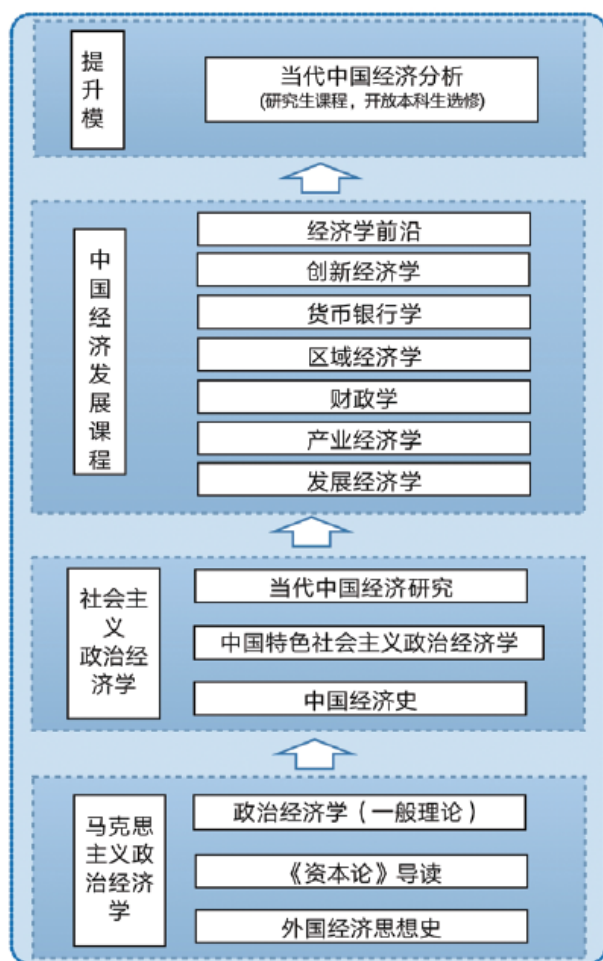 提
升
模
当代中国经济分析
(研究生课程，开放本科生选修)
中
国
经
济
发
展
课
程
经济学前沿
创新经济学
货币银行学
区域经济学
财政学
产业经济学
发展经济学
社会主
义
政治经
济学
当代中国经济研究
中国特色社会主义政治经济学
中国经济史
马克思
主义政
治经济
学
政治经济学（一般理论）
《资本论》导读
外国经济思想史